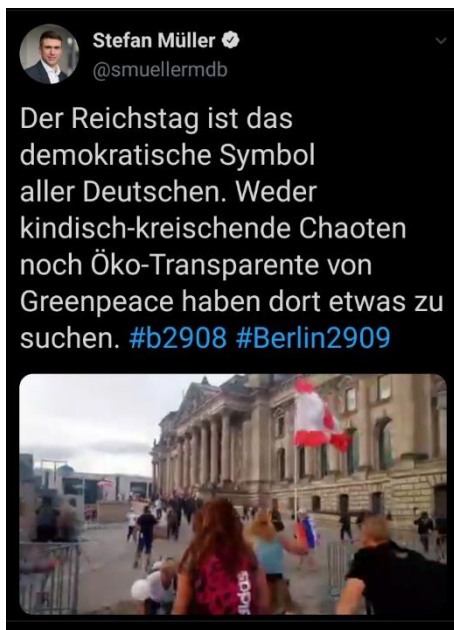 Stefan Müller
@smuellermdb
Der Reichstag ist das
demokratische Symbol
aller Deutschen. Weder
kindisch-kreischende Chaoten
noch Öko-Transparente von
Greenpeace haben dort etwas zu
suchen. #b2908 #Berlin2909
adidas